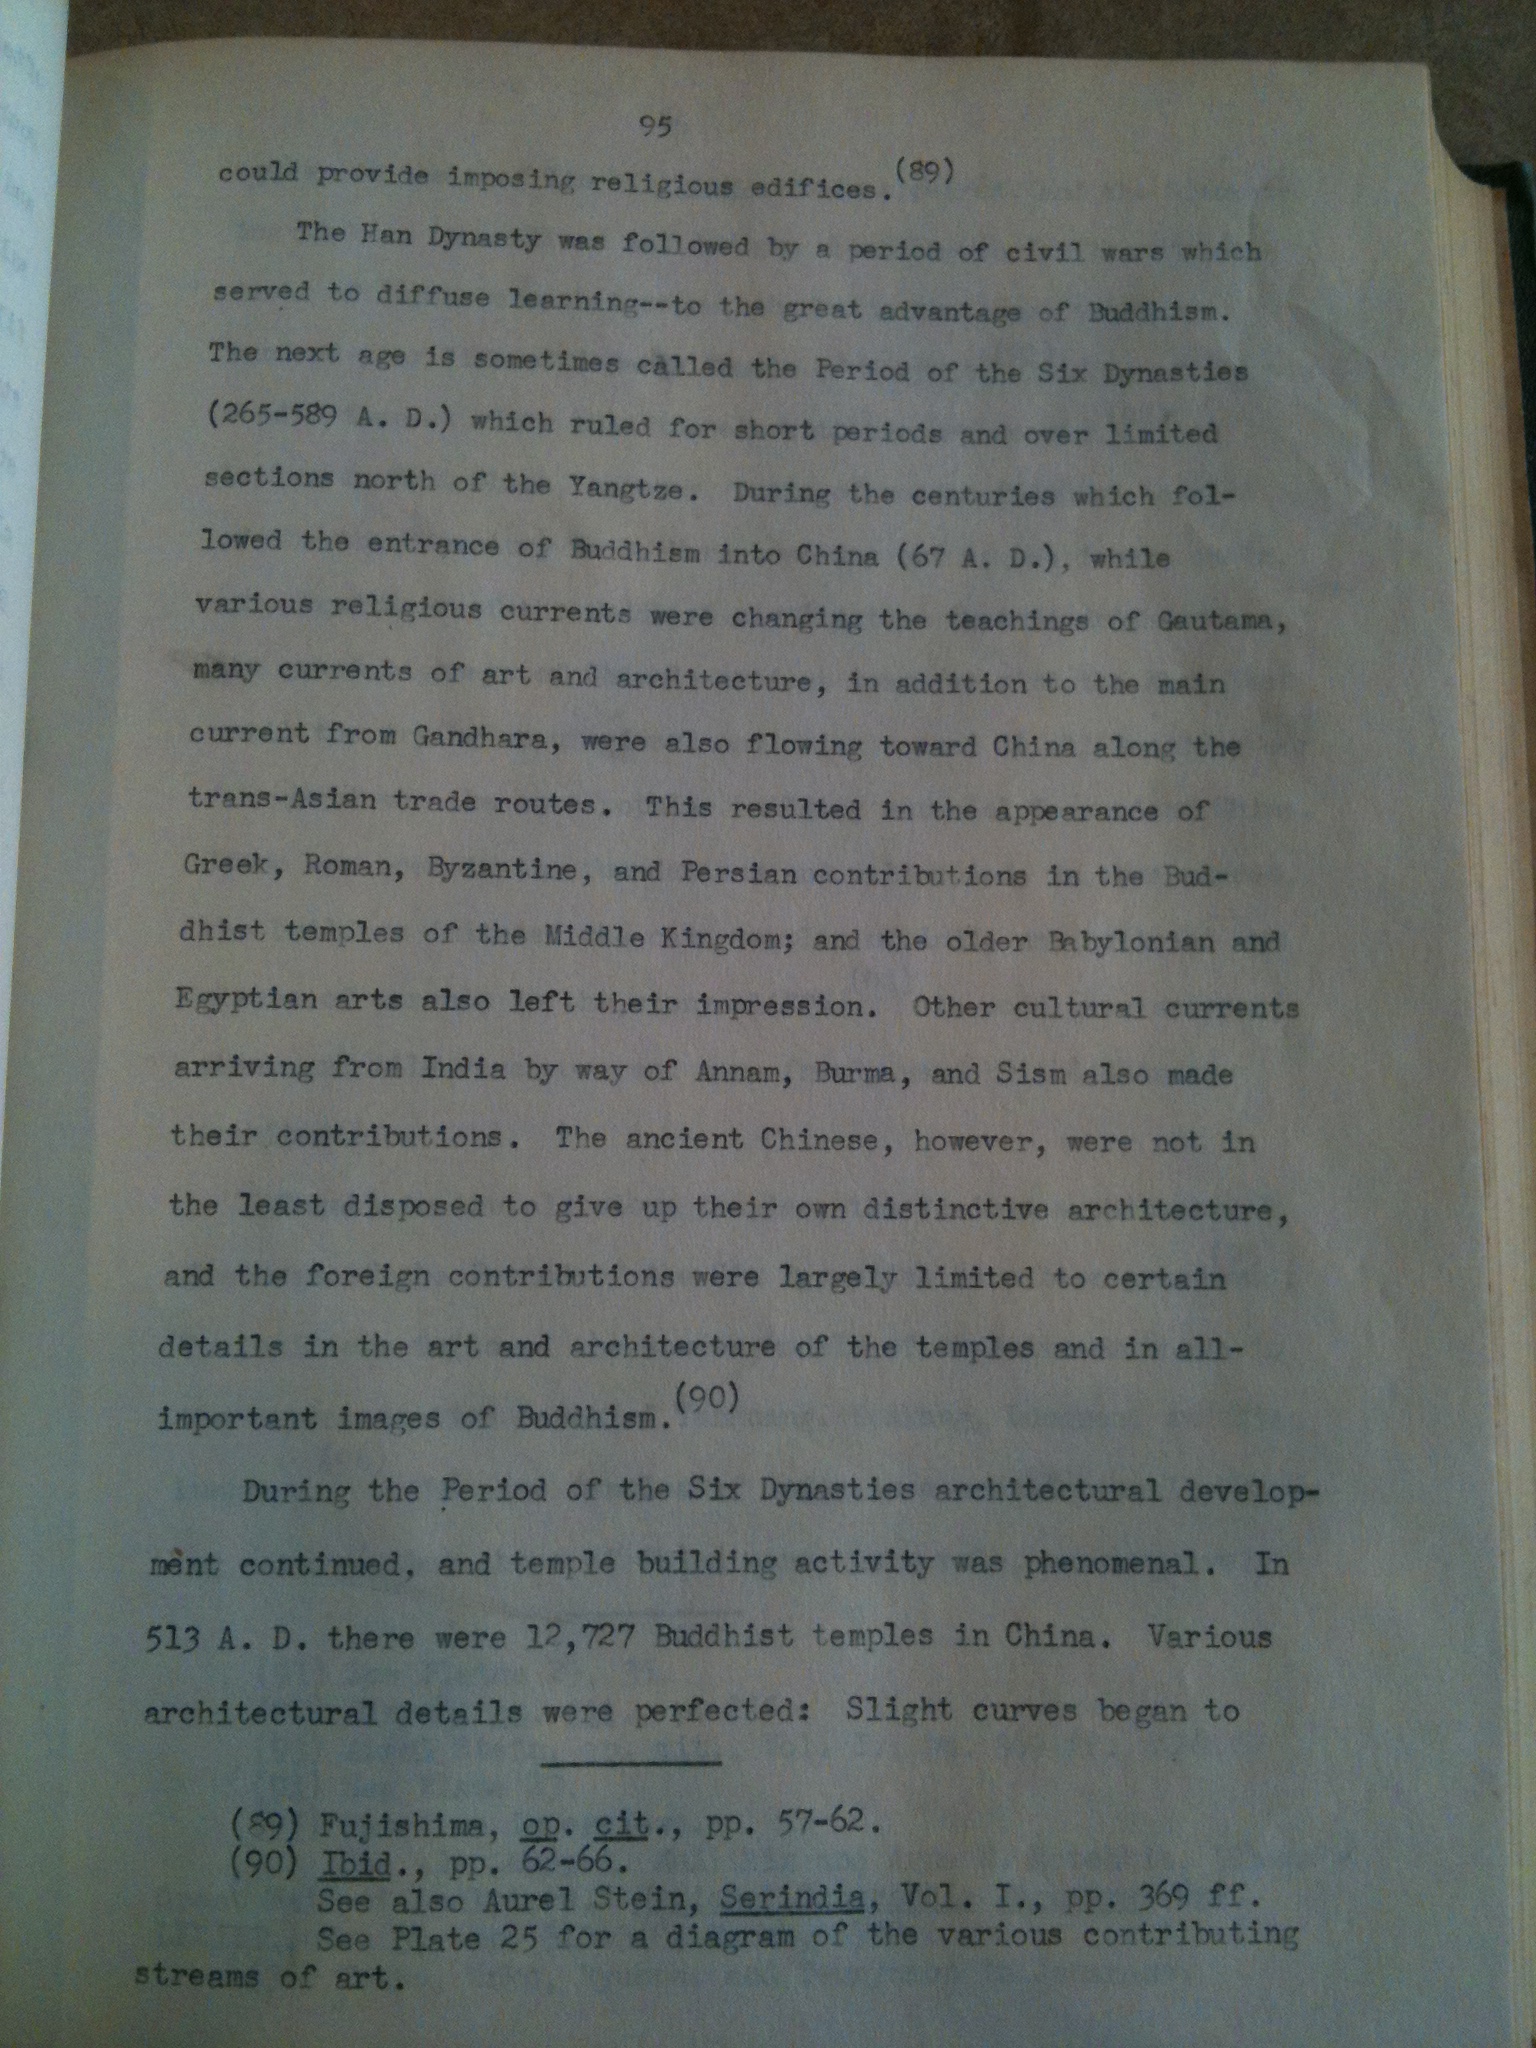 95
could provide imposing religious edifices.(89)
The Han Dynasty was followed by a period of civil wars which
served to diffuse learning--to the great advantage of Buddhism.
The next age is sometimes called the Period of the Six Dynasties
(265-589 A. D.) which ruled for short periods and over limited
sections north of the Yangtze. During the centuries which fol-
lowed the entrance of Buddhism into China (67 A. D.), while
various religious currents were changing the teachings of Gautama,
many currents of art and architecture, in addition to the main
current from Gandhara, were also flowing toward China along the
trans-Asian trade routes. This resulted in the appearance of
Greek, Roman, Byzantine, and Persian contributions in the Bud-
dhist temples of the Middle Kingdom; and the older Babylonian and
Egyptian arts also left their impression. Other cultural currents
arriving from India by way of Annam, Burma, and Sism also made
their contributions. The ancient Chinese, however, were not in
the least disposed to give up their own distinctive architecture,
and the foreign contributions were largely limited to certain
details in the art and architecture of the temples and in all-
important images of Buddhism.(90)
During the Period of the Six Dynasties architectural develop-
ment continued, and temple building activity was phenomenal. In
513 A. D. there were 12,727 Buddhist temples in China. Various
architectural details were perfected: Slight curves began to
(89) Fujishima, op. cit., pp. 57-62.
(90) Ibid., pp. 62-66.
See also Aurel Stein, Serindia, Vol. I., pp. 369 ff.
See Plate 25 for a diagram of the various contributing
streams of art.